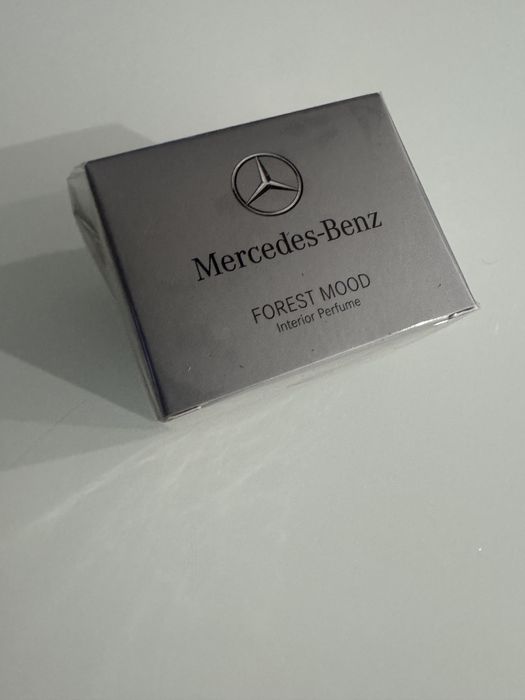 Mercedes-Benz
FOREST MOOD
Interior Perfume